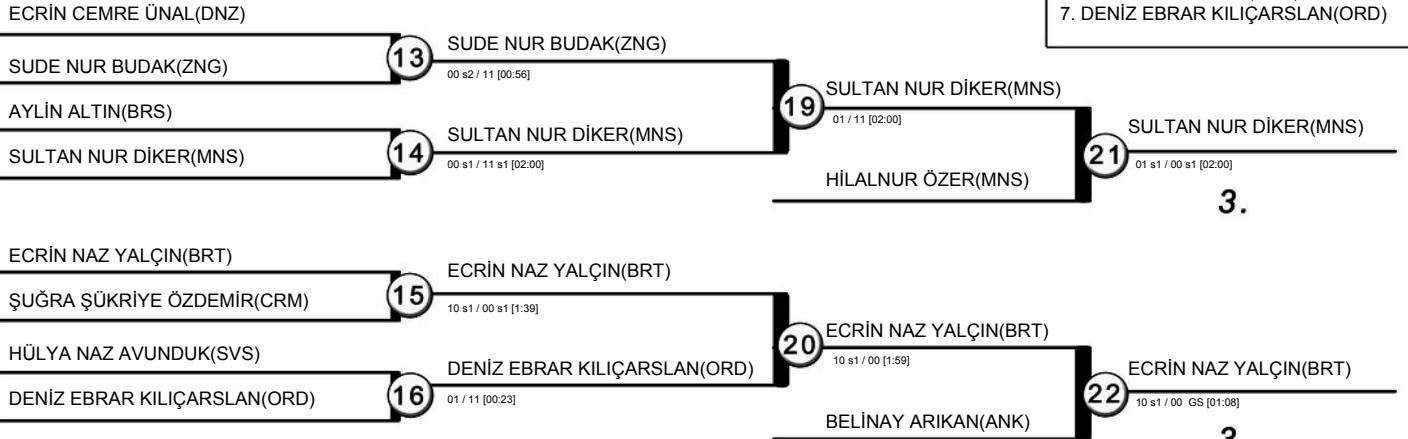 ECRİN CEMRE ÜNAL(DNZ)
7. DENİZ EBRAR KILIÇARSLAN(ORD)
13
SUDE NUR BUDAK(ZNG)
SUDE NUR BUDAK(ZNG)
00 s2 / 11 [00:56]
AYLİN ALTIN(BRS)
19
SULTAN NUR DİKER(MNS)
01 / 11 [02:00]
SULTAN NUR DİKER(MNS)
14
SULTAN NUR DİKER(MNS)
00 s1 / 11 s1 [02:00]
21
SULTAN NUR DİKER(MNS)
01 s1 / 00 s1 [02:00]
HİLALNUR ÖZER(MNS)
3.
ECRİN NAZ YALÇIN(BRT)
15
ECRİN NAZ YALÇIN(BRT)
ŞUĞRA ŞÜKRİYE ÖZDEMİR(CRM)
10 s1 / 00 s1 [1:39]
20
ECRİN NAZ YALÇIN(BRT)
10 s1 / 00 [1:59]
HÜLYA NAZ AVUNDUK(SVS)
DENİZ EBRAR KILIÇARSLAN(ORD)
16
DENİZ EBRAR KILIÇARSLAN(ORD)
01 / 11 [00:23]
22
ECRİN NAZ YALÇIN(BRT)
10 s1 / 00 GS [01:08]
BELİNAY ARIKAN(ANK)